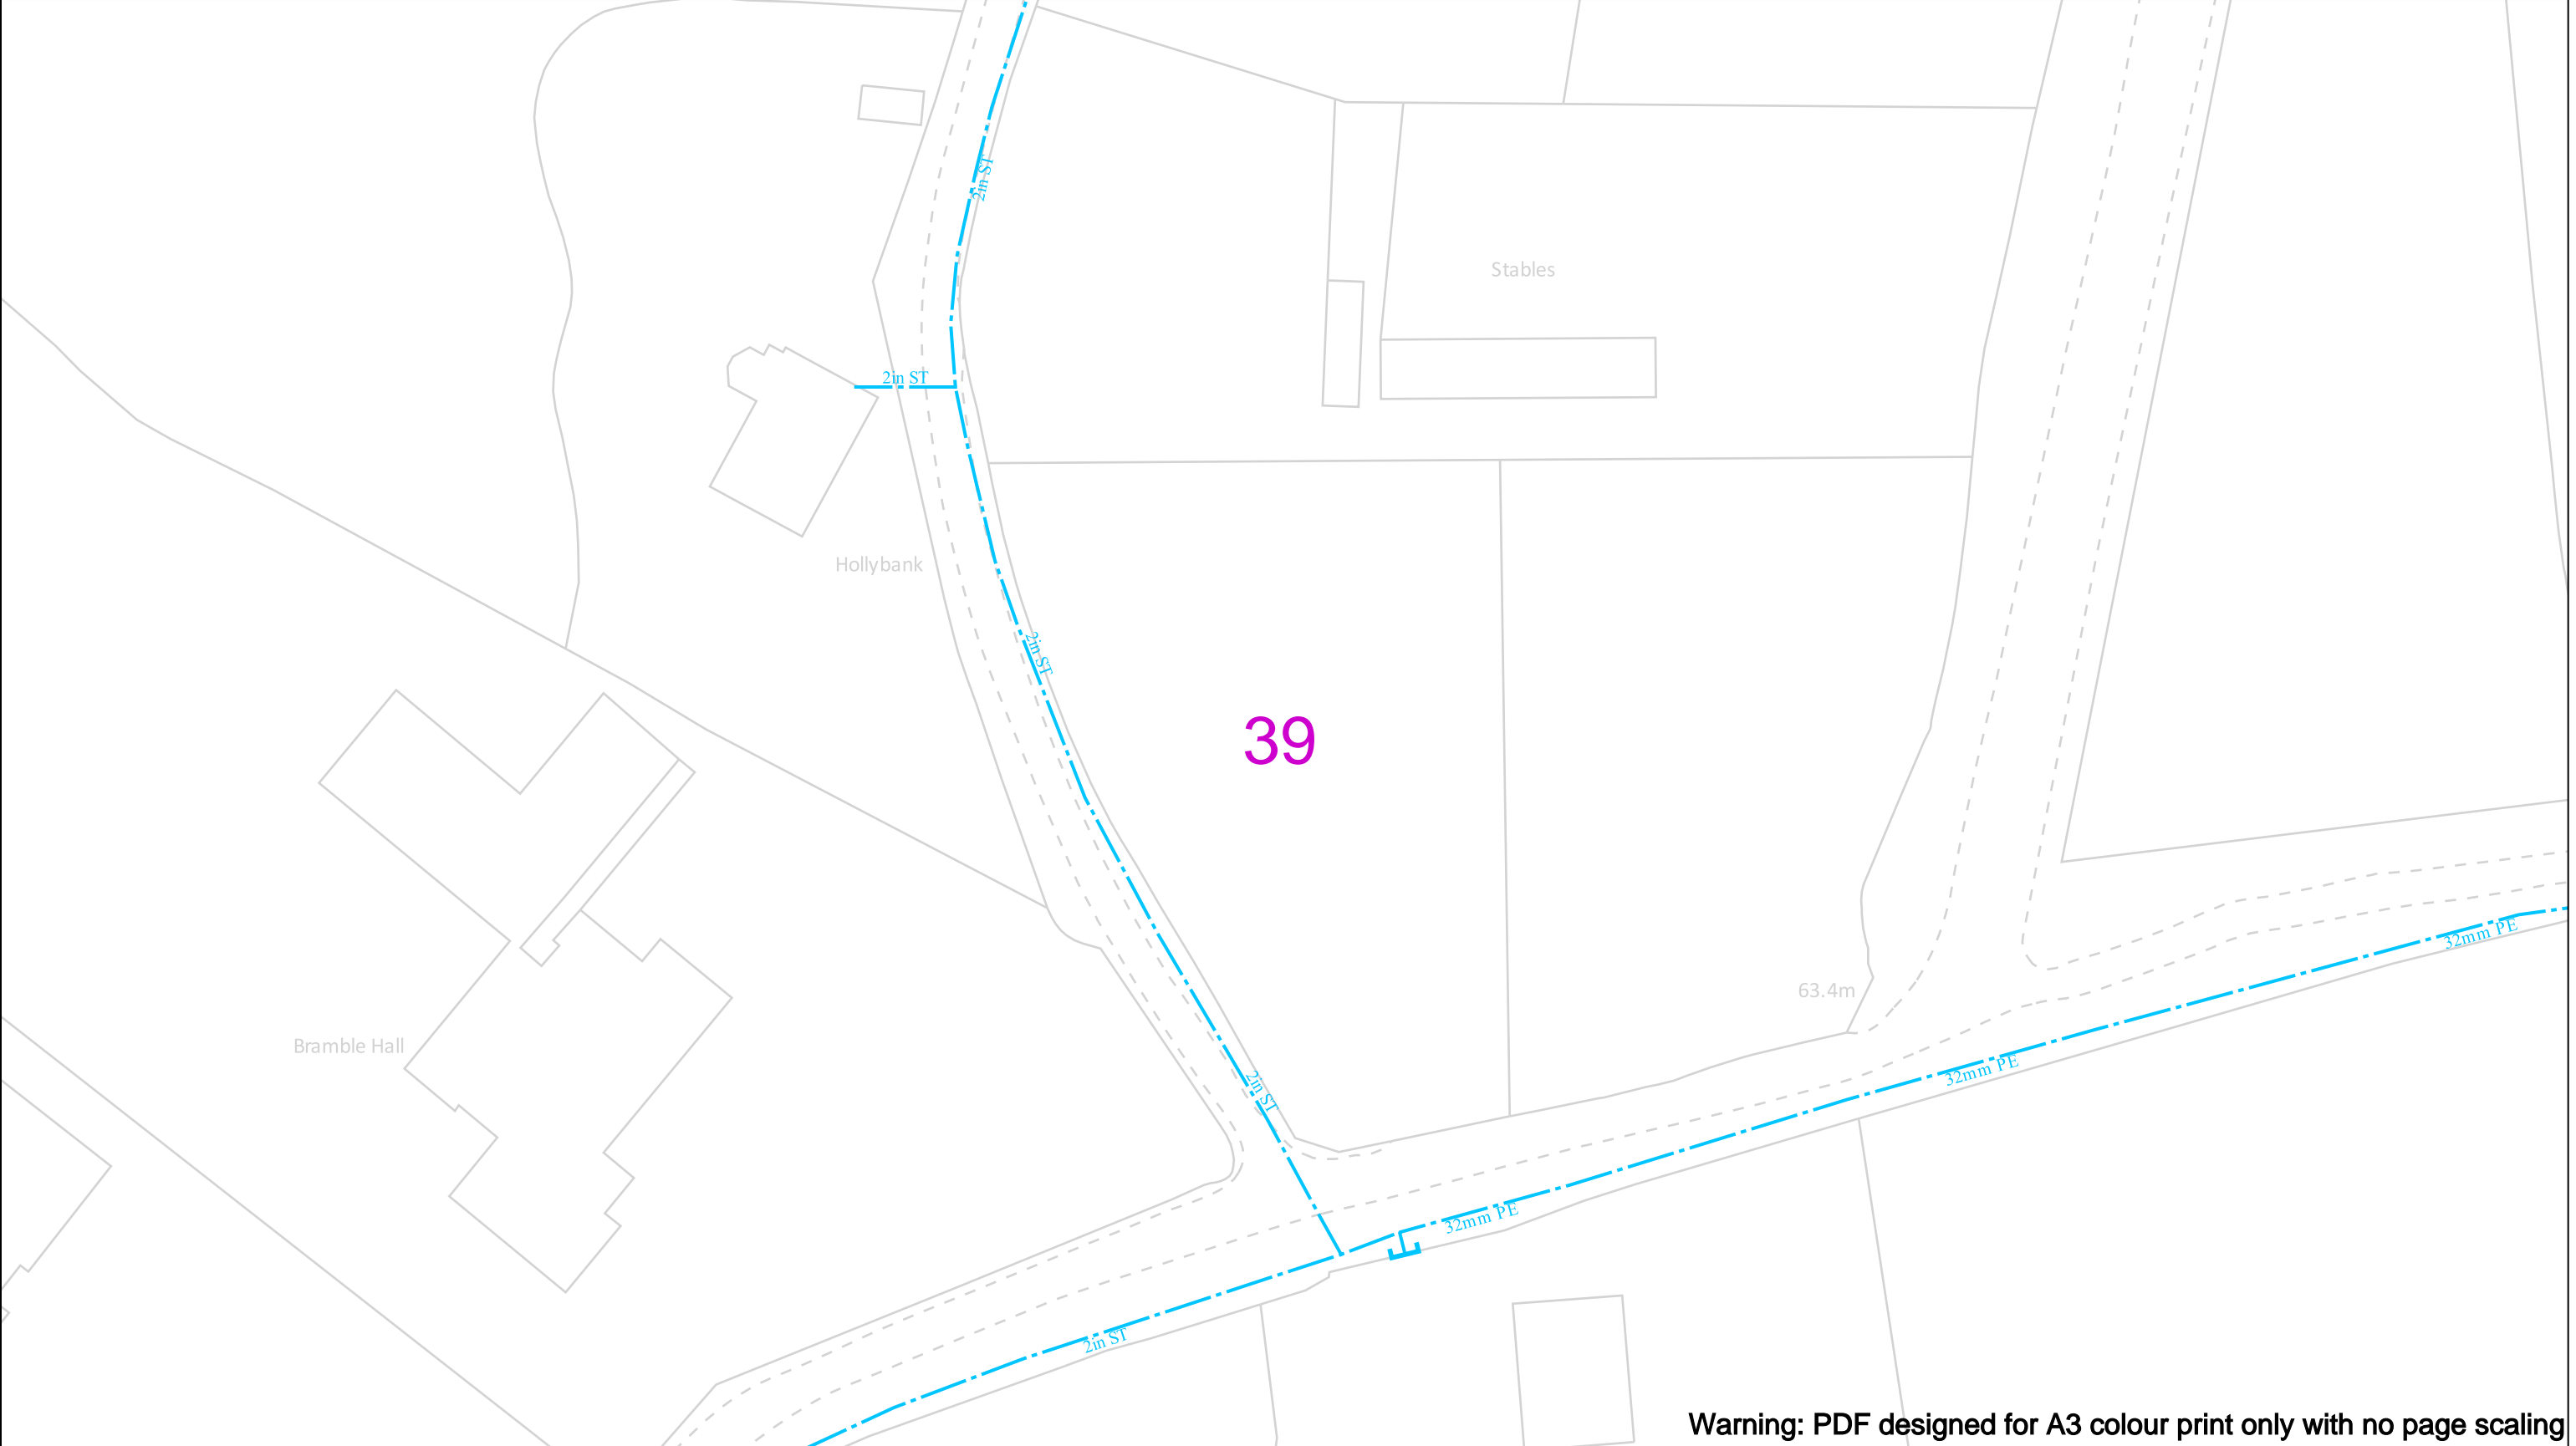 2in ST
Stables
2in ST
Hollybank
2in ST
39
32mm PE
63.4m
Bramble Hall
32mm PE
2in ST
32mm PE
2in ST
Warning: PDF designed for A3 colour print only with no page scaling